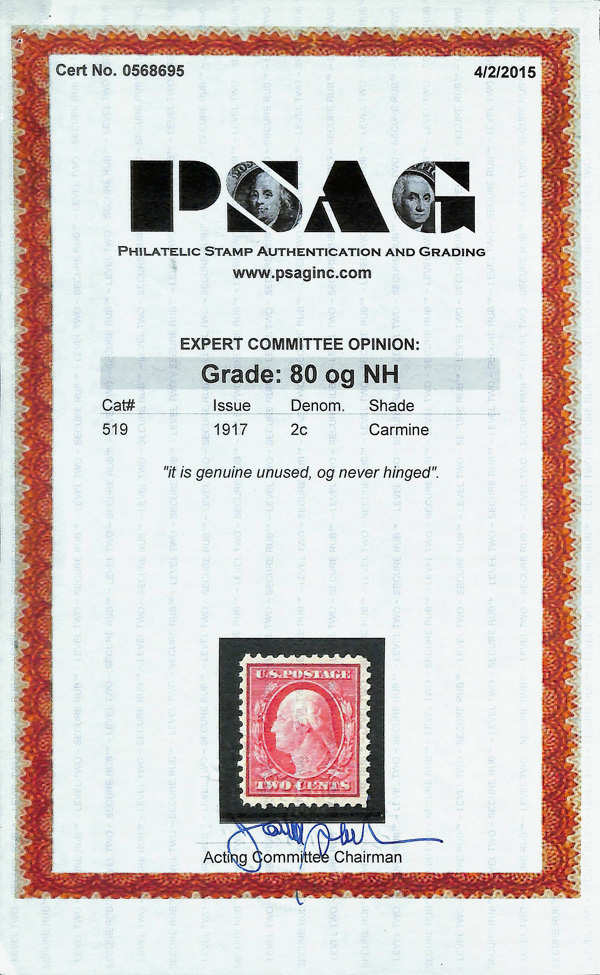 Cert No. 0568695 4/2/2015
PSAG
PHILATELIC STAMP AUTHENTICATION AND GRADING
www.psaginc.com
EXPERT COMMITTEE OPINION:
Grade: 80 og NH
Cat# Issue Denom. Shade
519 1917 2c Carmine
"it is genuine unused, og never hinged".
U.S. POSTAGE
TWO CENTS
Acting Committee Chairman